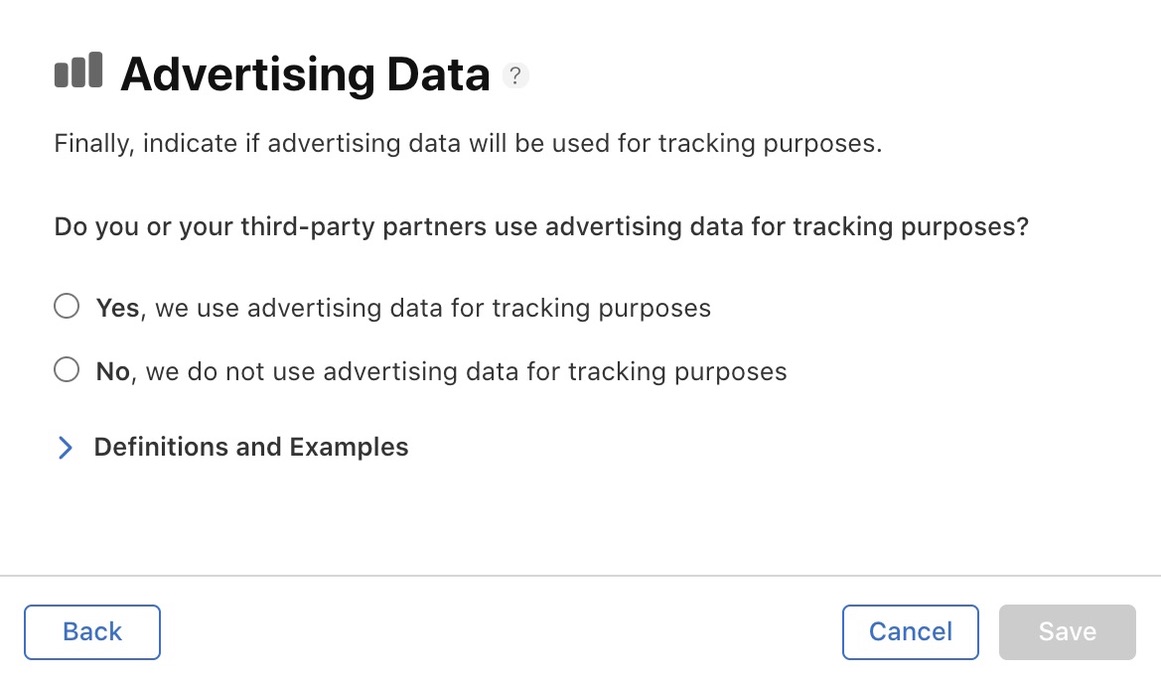 Advertising Data ?
Finally, indicate if advertising data will be used for tracking purposes.
Do you or your third-party partners use advertising data for tracking purposes?
Yes, we use advertising data for tracking purposes
No, we do not use advertising data for tracking purposes
Definitions and Examples
Back
Cancel
Save